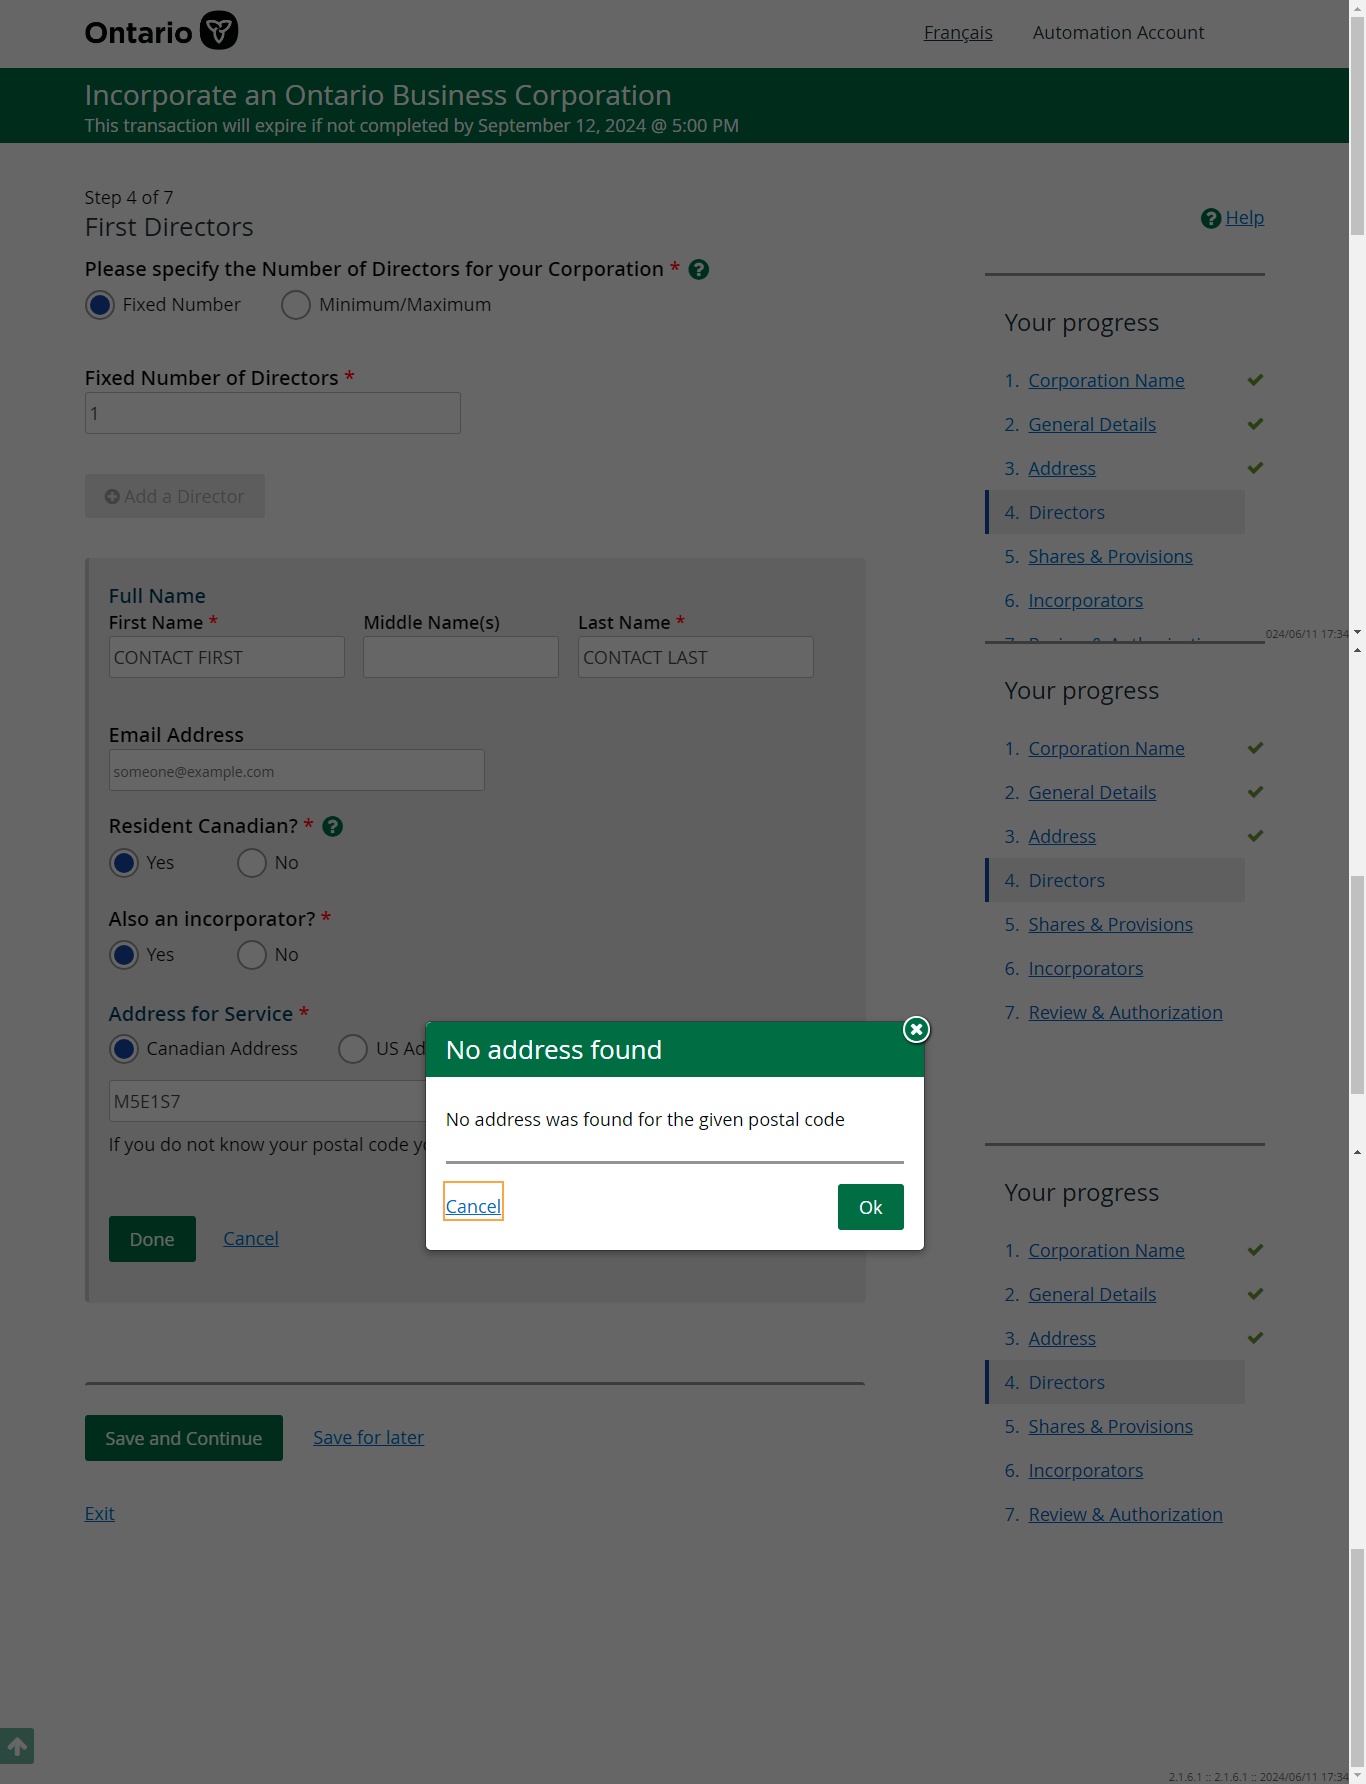 Ontario
Français Automation Account
Incorporate an Ontario Business Corporation
This transaction will expire if not completed by September 12, 2024 @ 5:00 PM
Step 4 of 7
First Directors
Help
Please specify the Number of Directors for your Corporation *
Fixed Number Minimum/Maximum
Fixed Number of Directors *
1
Add a Director
Full Name
First Name * Middle Name(s) Last Name *
CONTACT FIRST CONTACT LAST
Email Address
someone@example.com
Resident Canadian? *
Yes No
Also an incorporator? *
Yes No
Address for Service *
Canadian Address US Ad
M5E1S7
If you do not know your postal code yo
Done Cancel
No address found
No address was found for the given postal code
Cancel Ok
Save and Continue Save for later
Exit
Your progress
1. Corporation Name
2. General Details
3. Address
4. Directors
5. Shares & Provisions
6. Incorporators
7. Review & Authorization
024/06/11 17:34
Your progress
1. Corporation Name
2. General Details
3. Address
4. Directors
5. Shares & Provisions
6. Incorporators
7. Review & Authorization
Your progress
1. Corporation Name
2. General Details
3. Address
4. Directors
5. Shares & Provisions
6. Incorporators
7. Review & Authorization
2.1.6.1 :: 2.1.6.1 :: 2024/06/11 17:34